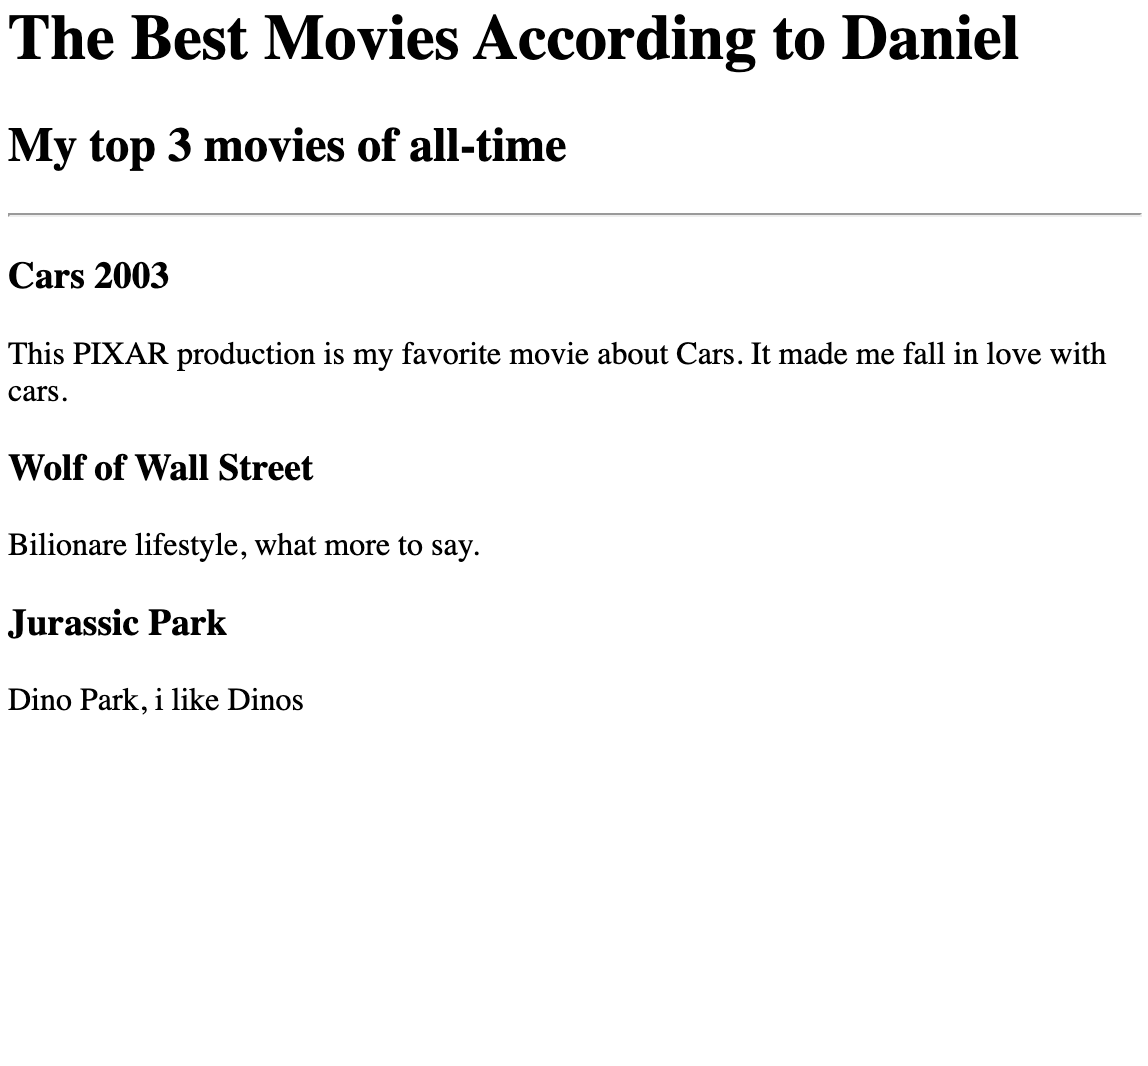 The Best Movies According to Daniel
My top 3 movies of all-time
Cars 2003
This PIXAR production is my favorite movie about Cars. It made me fall in love with
cars.
Wolf of Wall Street
Bilionare lifestyle, what more to say.
Jurassic Park
Dino Park, i like Dinos